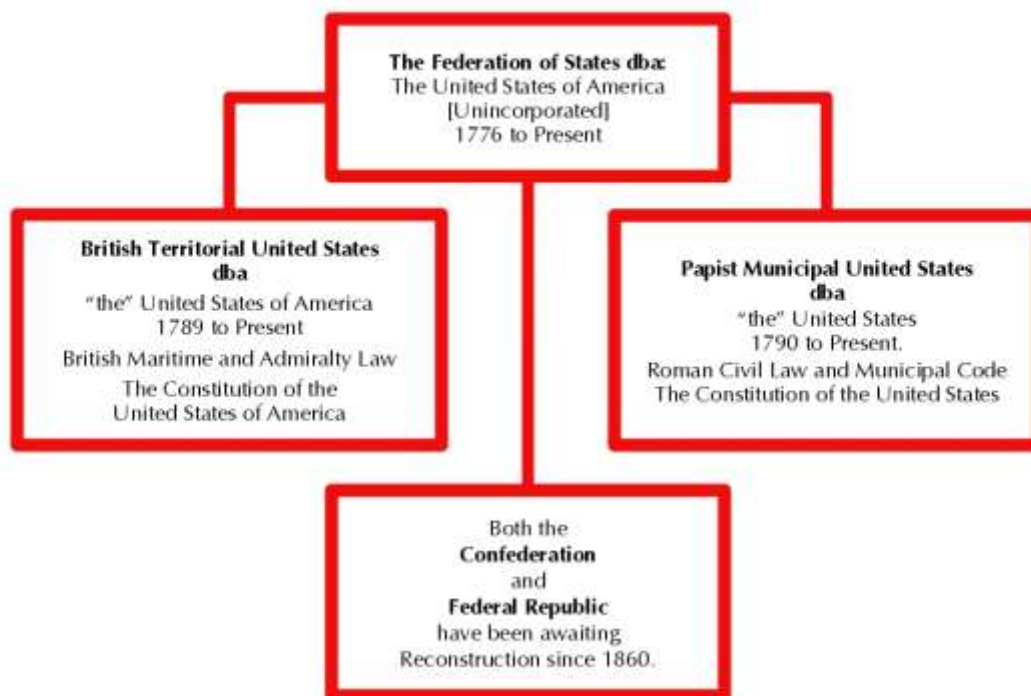 The Federation of States dba:
The United States of America
[Unincorporated]
1776 to Present
British Territorial United States
dba
“the” United States of America
1789 to Present
British Maritime and Admiralty Law
The Constitution of the
United States of America
Papist Municipal United States
dba
“the” United States
1790 to Present.
Roman Civil Law and Municipal Code
The Constitution of the United States
Both the
Confederation
and
Federal Republic
have been awaiting
Reconstruction since 1860.